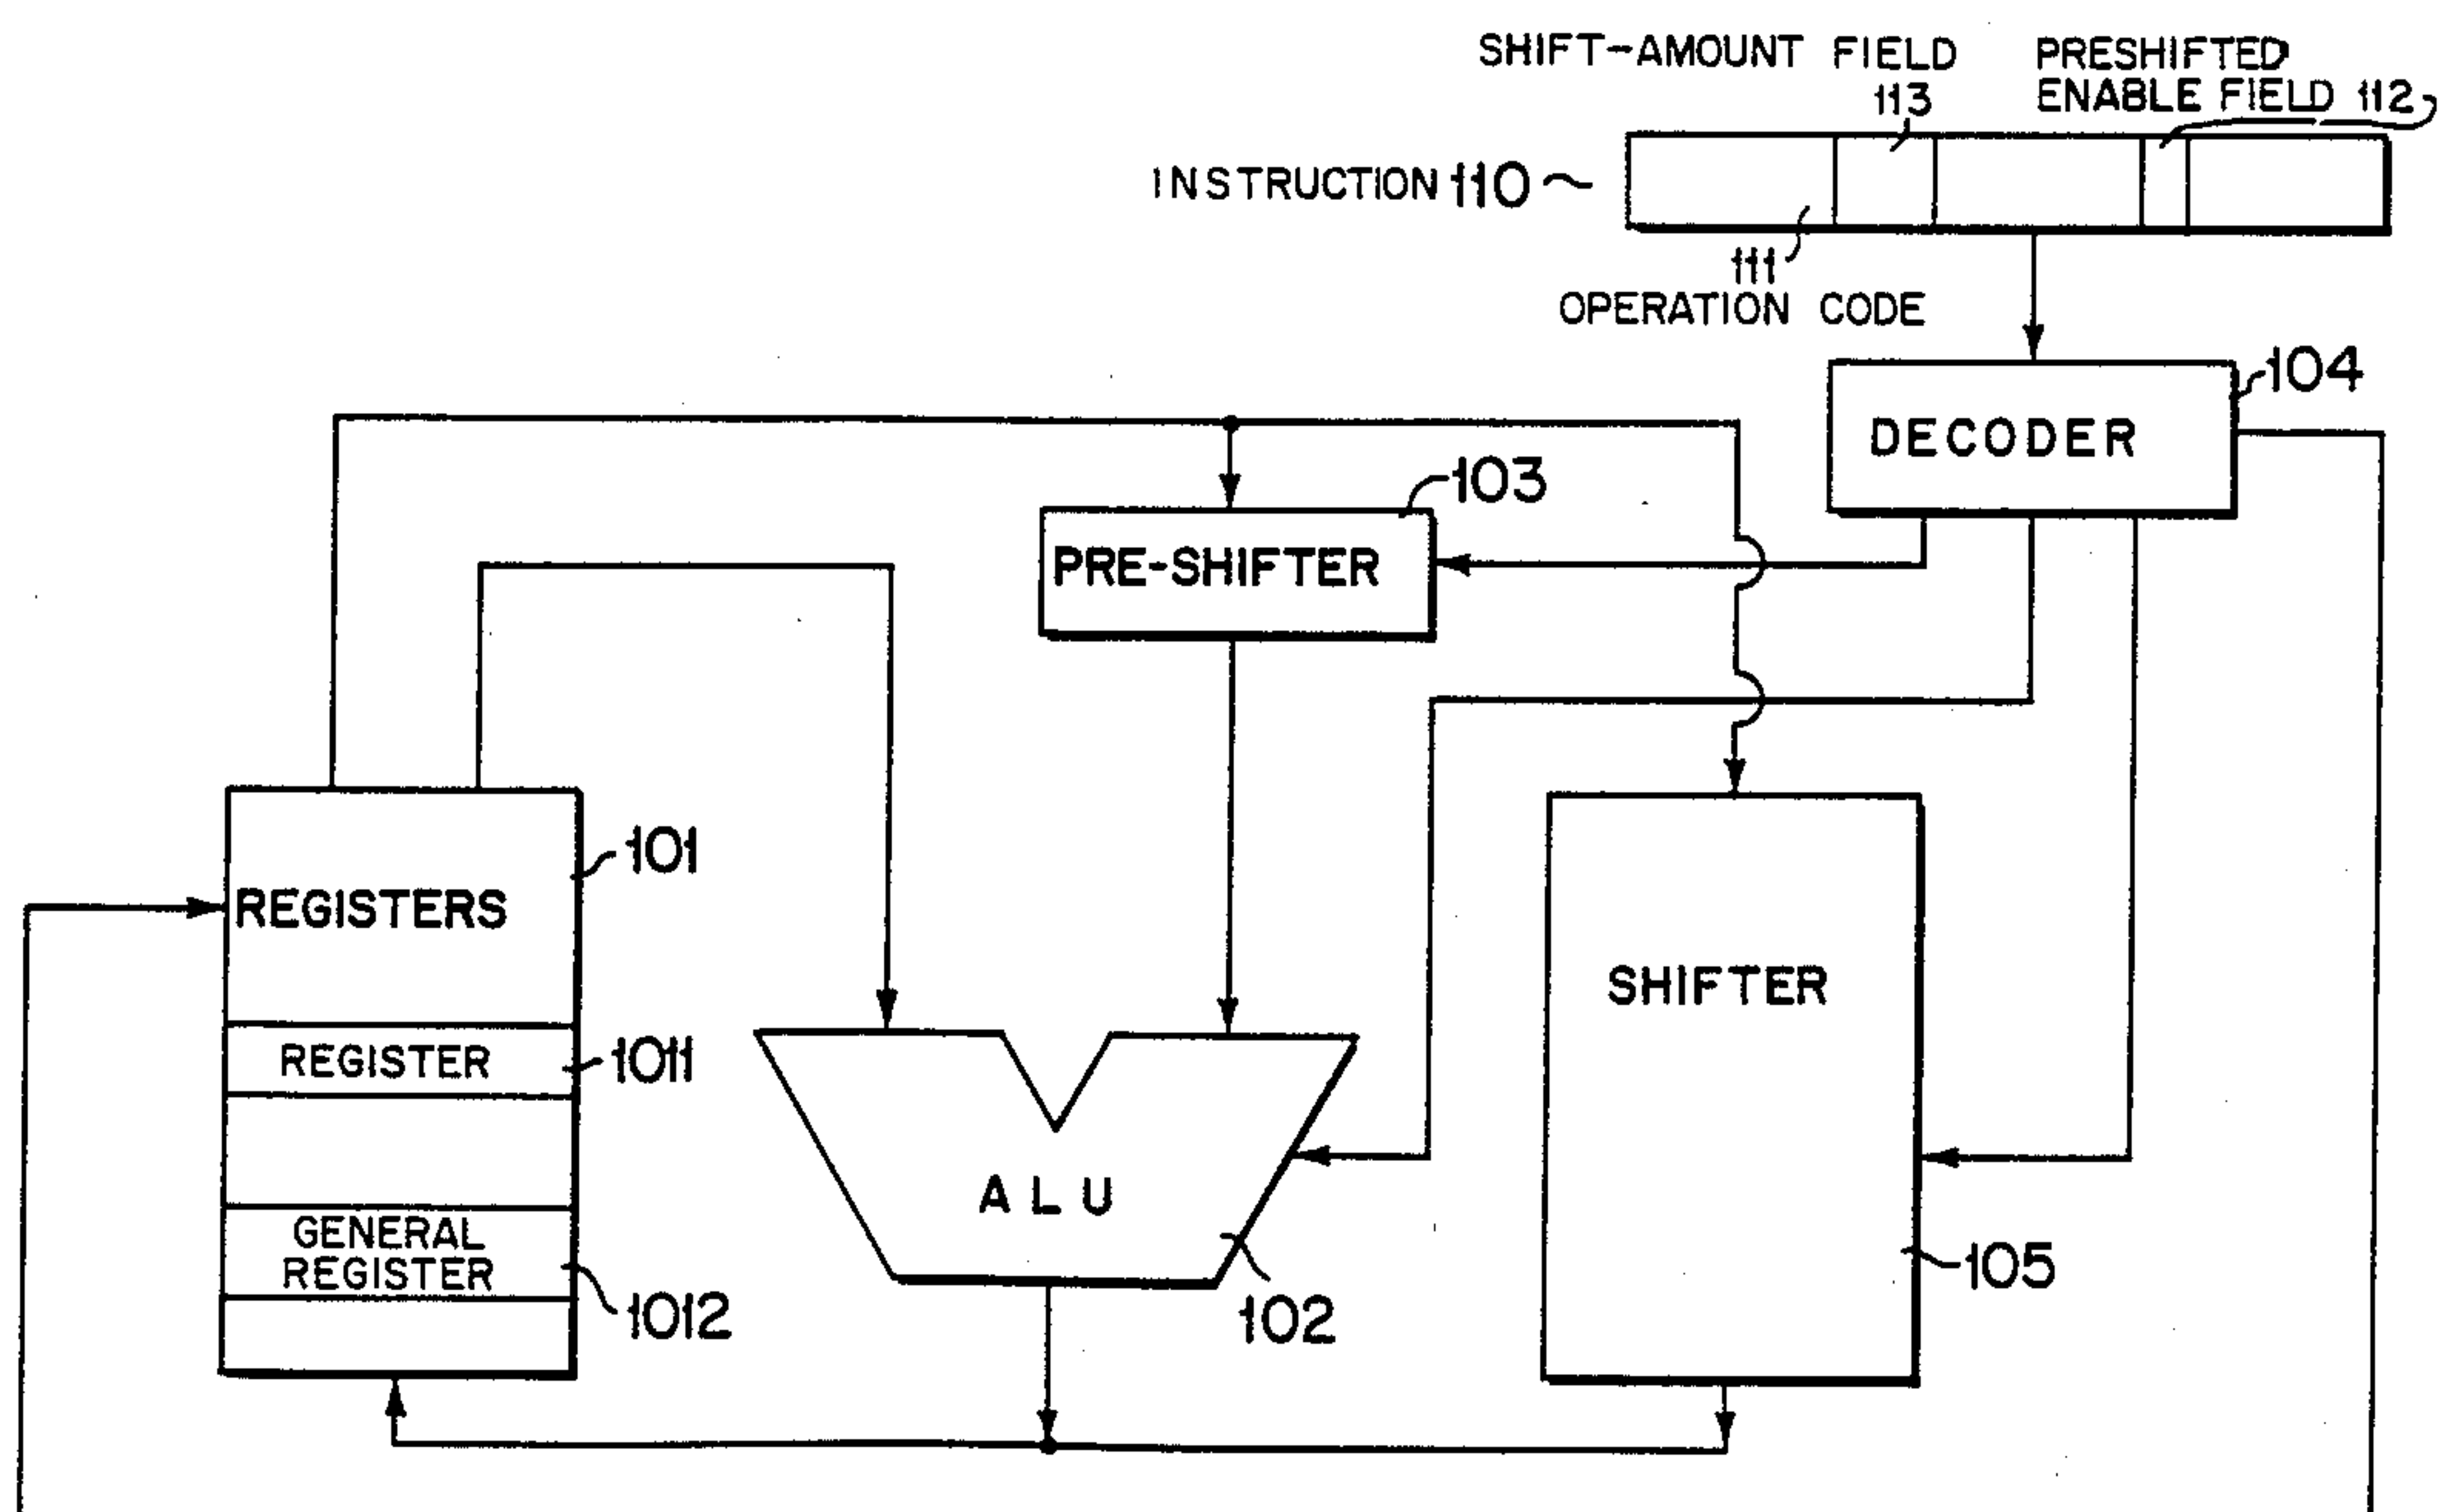 SHIFT-AMOUNT FIELD
113
PRESHIFTED
ENABLE FIELD 112
INSTRUCTION 110
111
OPERATION CODE
104
DECODER
103
PRE-SHIFTER
101
REGISTERS
SHIFTER
REGISTER
1011
ALU
GENERAL
REGISTER
1012
102
105